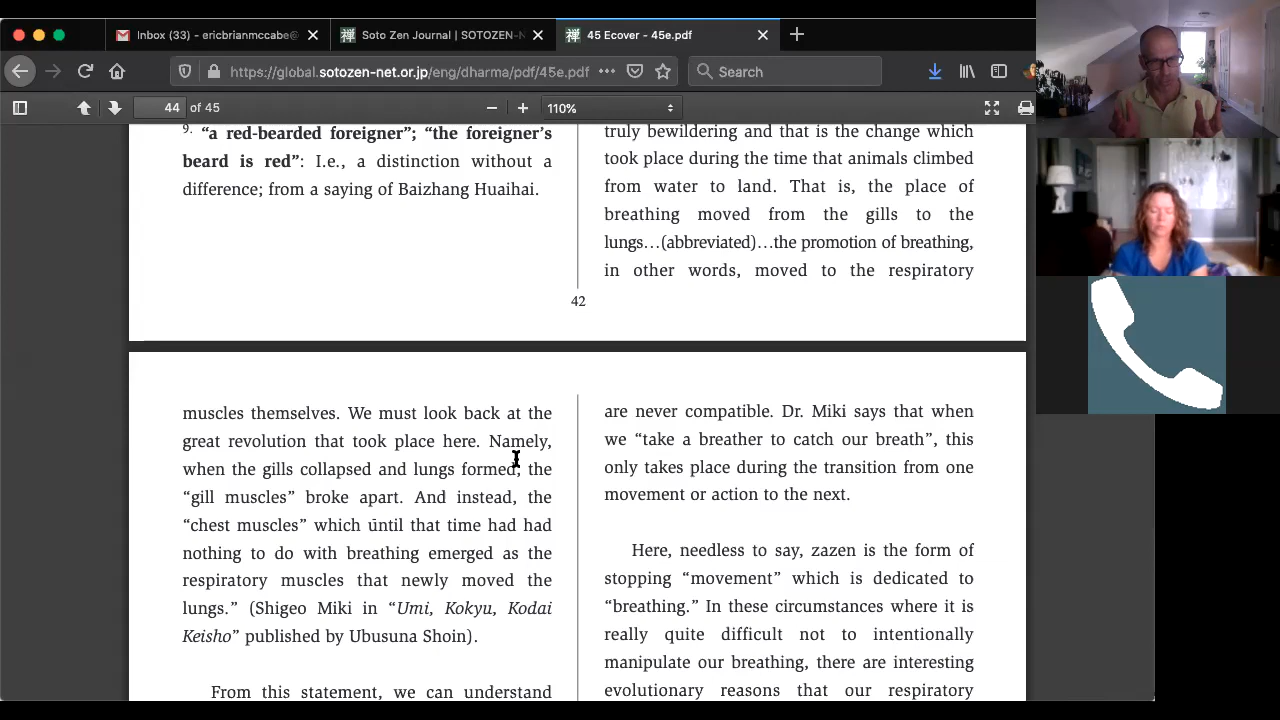 Inbox (33) - ericbrianmccabe@
Soto Zen Journal | SOTOZEN-N
45 Ecover - 45e.pdf
https://global.sotozen-net.or.jp/eng/dharma/pdf/45e.pdf
Search
44 of 45
110%
9. “a red-bearded foreigner”; “the foreigner’s
beard is red”: I.e., a distinction without a
difference; from a saying of Baizhang Huaihai.
truly bewildering and that is the change which
took place during the time that animals climbed
from water to land. That is, the place of
breathing moved from the gills to the
lungs…(abbreviated)…the promotion of breathing,
in other words, moved to the respiratory
42
muscles themselves. We must look back at the
great revolution that took place here. Namely,
when the gills collapsed and lungs formed, the
“gill muscles” broke apart. And instead, the
“chest muscles” which until that time had had
nothing to do with breathing emerged as the
respiratory muscles that newly moved the
lungs.” (Shigeo Miki in “Umi, Kokyu, Kodai
Keisho” published by Ubusuna Shoin).
From this statement, we can understand
are never compatible. Dr. Miki says that when
we “take a breather to catch our breath”, this
only takes place during the transition from one
movement or action to the next.
Here, needless to say, zazen is the form of
stopping “movement” which is dedicated to
“breathing.” In these circumstances where it is
really quite difficult not to intentionally
manipulate our breathing, there are interesting
evolutionary reasons that our respiratory